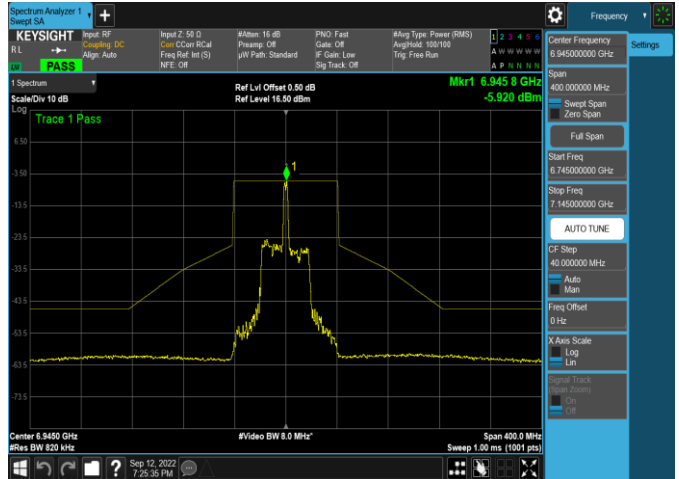 Spectrum Analyzer 1
Swept SA
Frequency
KEYSIGHT
RL
AM
PASS
Input: RF
Coupling: DC
Align: Auto
Input Z: 50 Ω
Corr CCorr RCal
Freq Ref: Int (S)
NFE: Off
#Atten: 16 dB
Preamp: Off
µW Path: Standard
PNO: Fast
Gate: Off
IF Gain: Low
Sig Track: Off
#Avg Type: Power (RMS)
Avg|Hold: 100/100
Trig: Free Run
1 2 3 4 5 6
A W W W W W
A P N N N N
1 Spectrum
Scale/Div 10 dB
Log
Ref Lvl Offset 0.50 dB
Ref Level 16.50 dBm
Mkr1 6.945 8 GHz
-5.920 dBm
Trace 1 Pass
1
6.50
-3.50
-13.5
-23.5
-33.5
-43.5
-53.5
-63.5
-73.5
Center 6.9450 GHz
#Res BW 820 kHz
#Video BW 8.0 MHz*
Span 400.0 MHz
Sweep 1.00 ms (1001 pts)
Sep 12, 2022
7:25:35 PM
Center Frequency
6.945000000 GHz
Settings
Span
400.000000 MHz
Swept Span
Zero Span
Full Span
Start Freq
6.745000000 GHz
Stop Freq
7.145000000 GHz
AUTO TUNE
CF Step
40.000000 MHz
Auto
Man
Freq Offset
0 Hz
X Axis Scale
Log
Lin
Signal Track
(Span Zoom)
On
Off